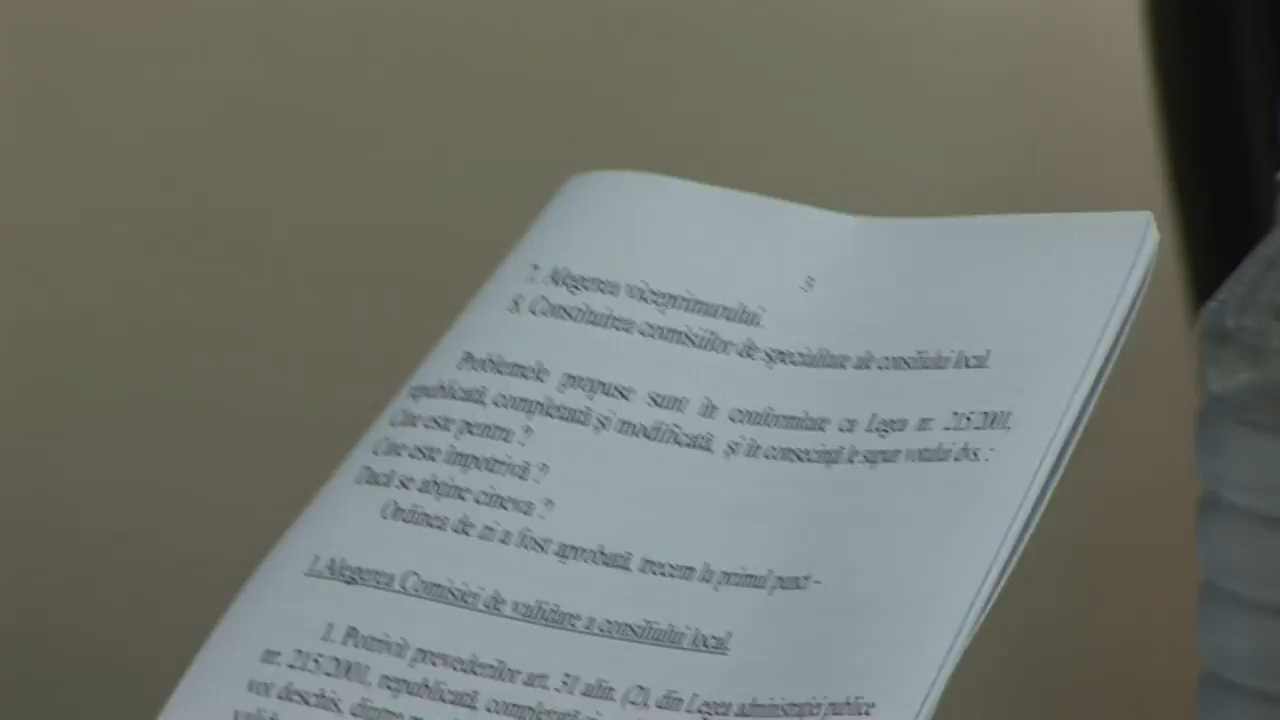 3
7. Alegerea viceprimarului.
8. Constituirea comisiilor de specialitate ale consiliului local.
Problemele propuse sunt în conformitate cu Legea nr. 215/2001,
republicată, completată și modificată, și în consecință le supun votului dvs. :
Cine este pentru ?
Cine este împotrivă ?
Dacă se abține cineva ?
Ordinea de zi a fost aprobată, trecem la primul punct -
1.Alegerea Comisiei de validare a consiliului local.
1. Potrivit prevederilor art. 31 alin. (2), din Legea administrației publice
nr. 215/2001, republicată, completată
vot deschis, dintre